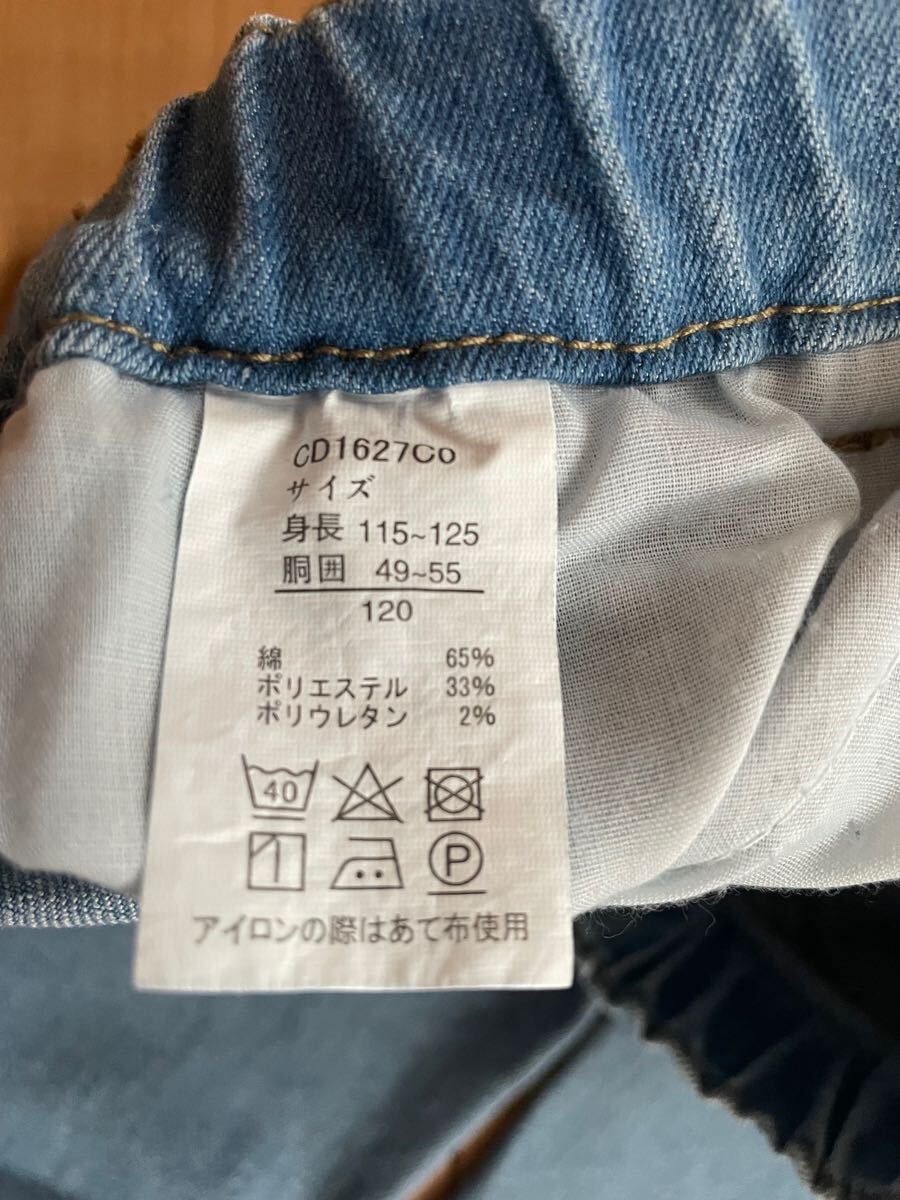 CD1627C6
サイズ
身長 115~125
胴囲 49~55
120
綿 65%
ポリエステル 33%
ポリウレタン 2%
40
P
アイロンの際はあて布使用